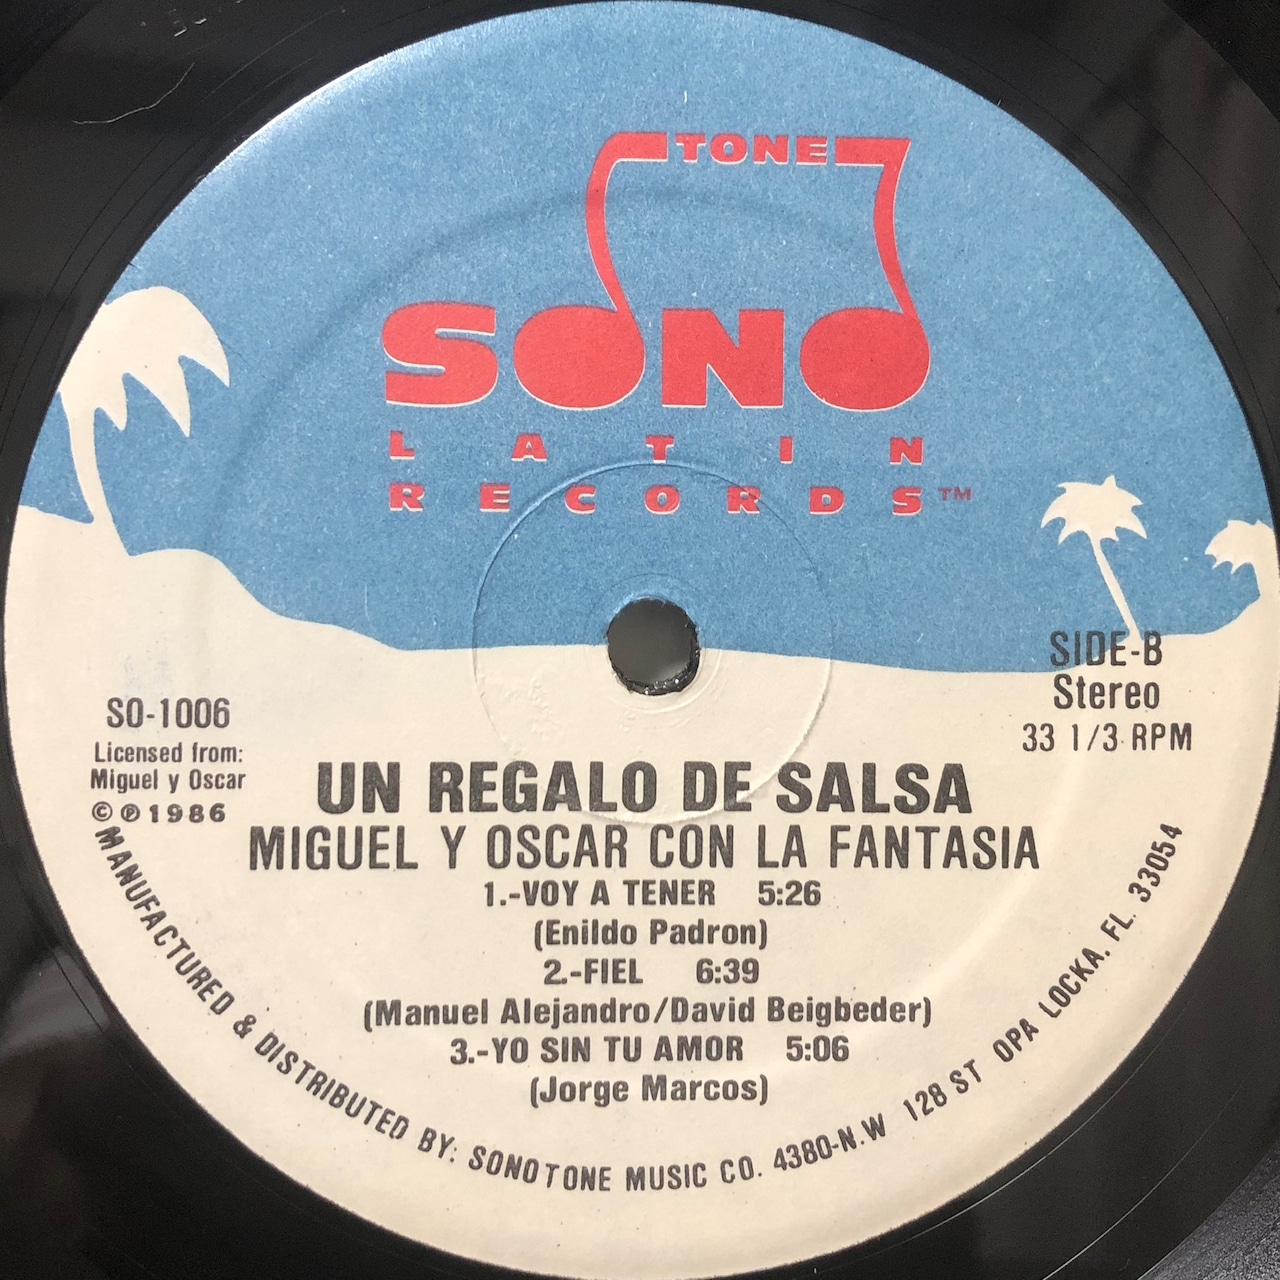 TONE
SONO
LATIN
RECORDS™
SIDE-B
Stereo
33 1/3 RPM
SO-1006
Licensed from:
Miguel y Oscar
©℗1986
UN REGALO DE SALSA
MIGUEL Y OSCAR CON LA FANTASIA
1.-VOY A TENER 5:26
(Enildo Padron)
2.-FIEL 6:39
(Manuel Alejandro/David Beigbeder)
3.-YO SIN TU AMOR 5:06
(Jorge Marcos)
MANUFACTURED & DISTRIBUTED BY: SONOTONE MUSIC CO. 4380-N.W 128 ST OPA LOCKA. FL. 33054